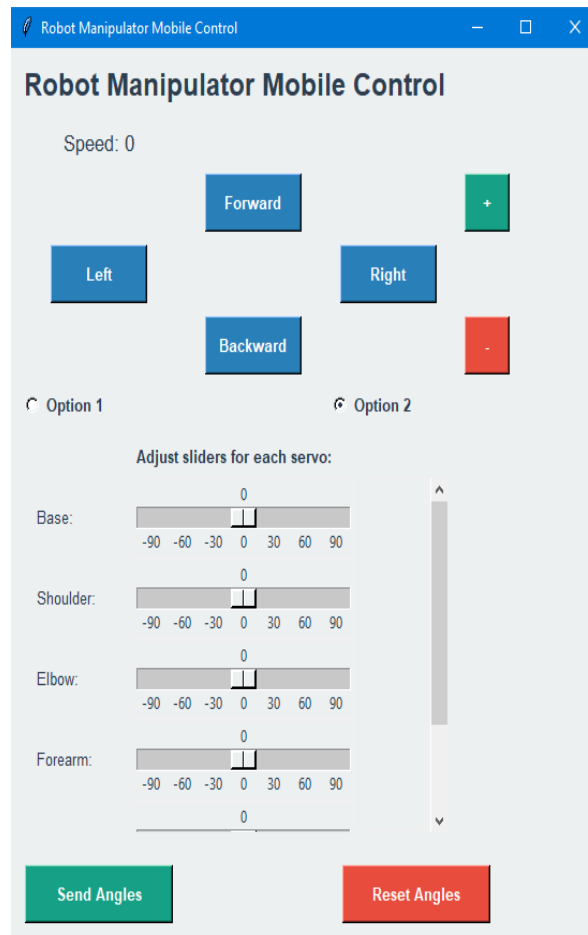 Robot Manipulator Mobile Control
Robot Manipulator Mobile Control
Speed: 0
Forward +
Left Right
Backward -
Option 1 Option 2
Adjust sliders for each servo:
0
Base:
-90 -60 -30 0 30 60 90
0
Shoulder:
-90 -60 -30 0 30 60 90
0
Elbow:
-90 -60 -30 0 30 60 90
0
Forearm:
-90 -60 -30 0 30 60 90
0
Send Angles Reset Angles